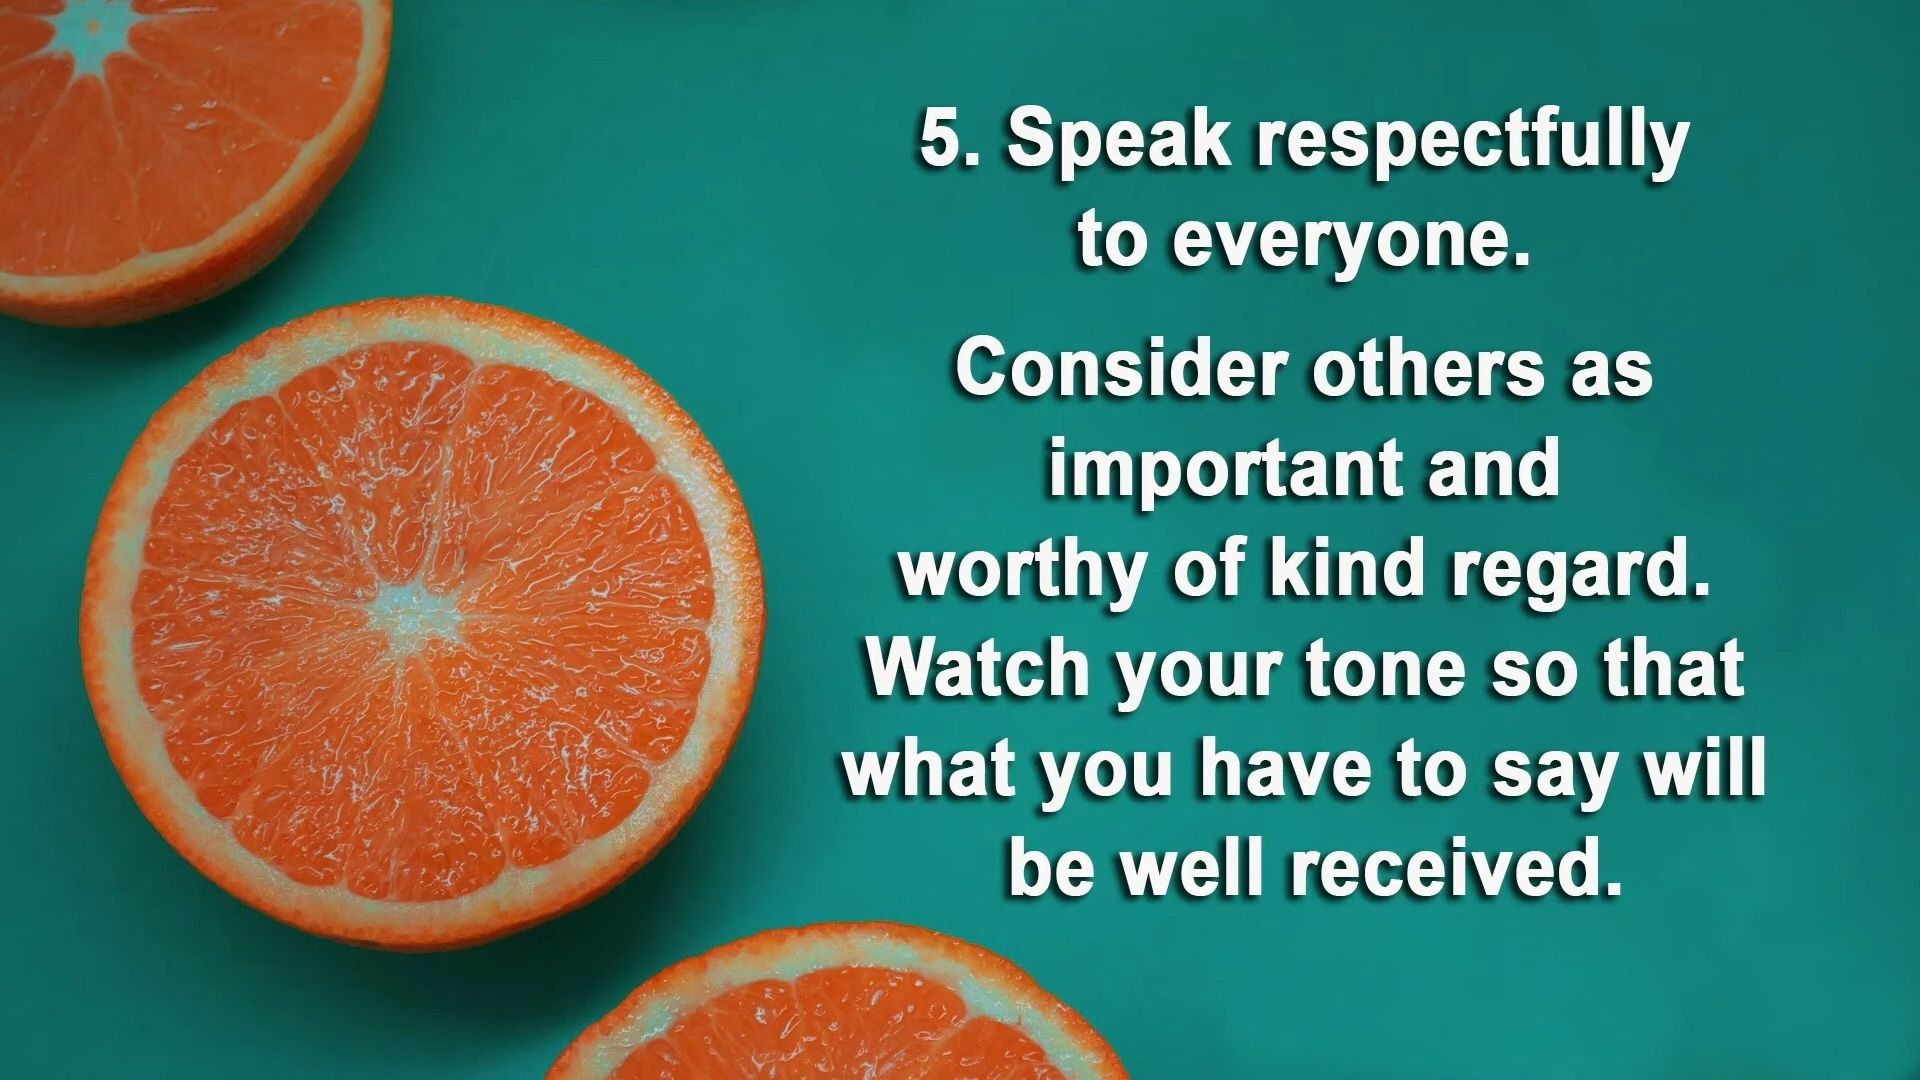 5. Speak respectfully
to everyone.
Consider others as
important and
worthy of kind regard.
Watch your tone so that
what you have to say will
be well received.